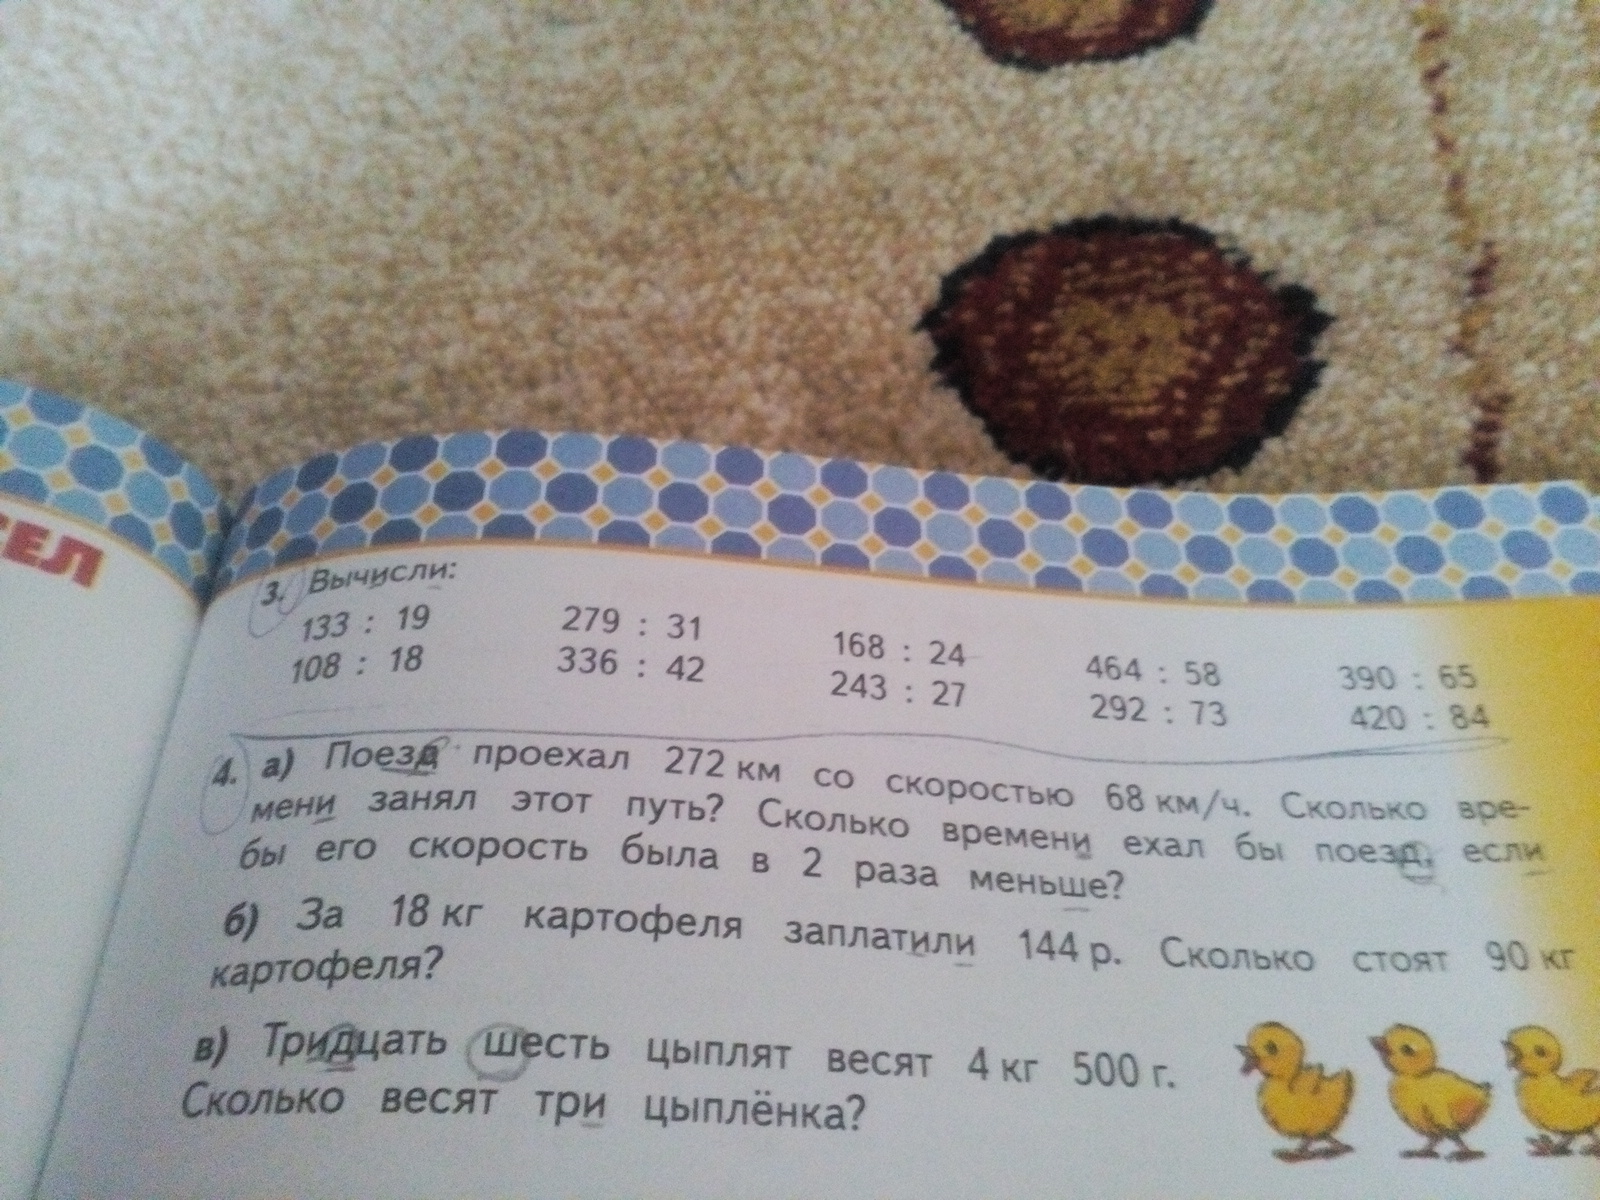 СЕЛ
3. Вычисли:
133 : 19 279 : 31 168 : 24 464 : 58 390 : 65
108 : 18 336 : 42 243 : 27 292 : 73 420 : 84
4. а) Поезд проехал 272 км со скоростью 68 км/ч. Сколько вре-
мени занял этот путь? Сколько времени ехал бы поезд, если
бы его скорость была в 2 раза меньше?
б) За 18 кг картофеля заплатили 144 р. Сколько стоят 90 кг
картофеля?
в) Тридцать шесть цыплят весят 4 кг 500 г.
Сколько весят три цыплёнка?